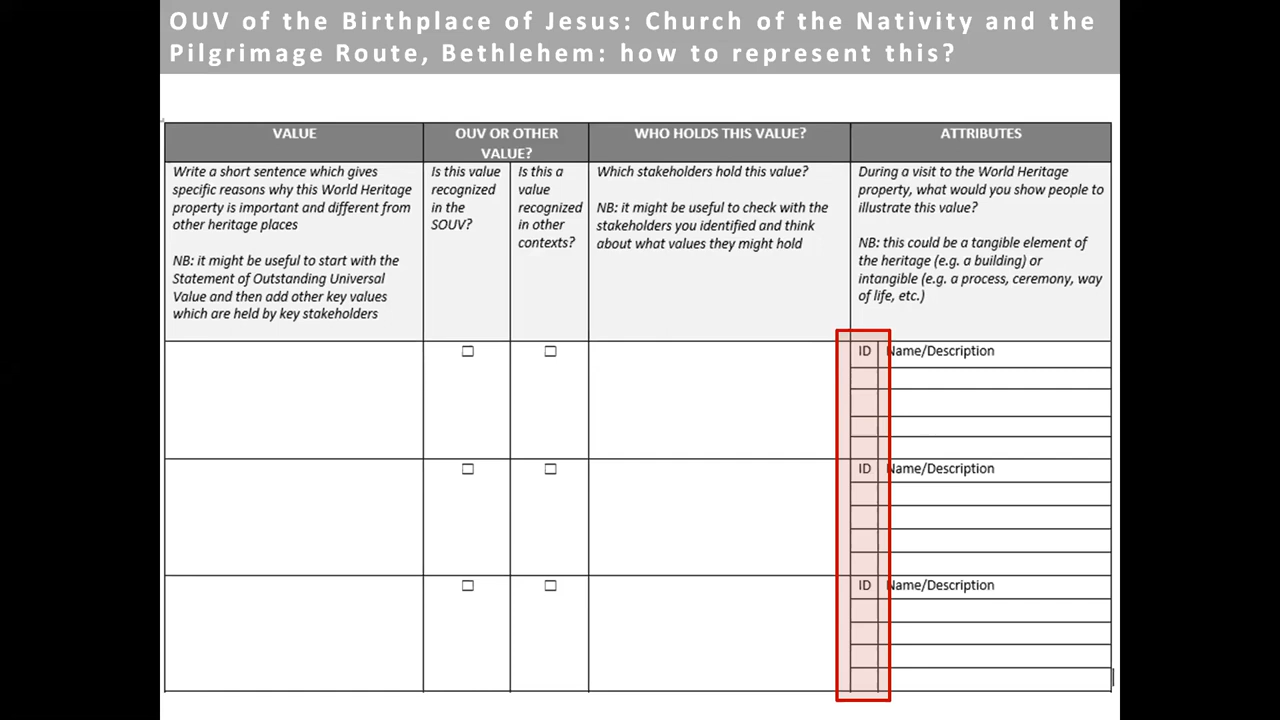 OUV of the Birthplace of Jesus: Church of the Nativity and the
Pilgrimage Route, Bethlehem: how to represent this?
VALUE
OUV OR OTHER
VALUE?
WHO HOLDS THIS VALUE?
ATTRIBUTES
Write a short sentence which gives
specific reasons why this World Heritage
property is important and different from
other heritage places
NB: it might be useful to start with the
Statement of Outstanding Universal
Value and then add other key values
which are held by key stakeholders
Is this value
recognized
in the
SOUV?
Is this a
value
recognized
in other
contexts?
Which stakeholders hold this value?
NB: it might be useful to check with the
stakeholders you identified and think
about what values they might hold
During a visit to the World Heritage
property, what would you show people to
illustrate this value?
NB: this could be a tangible element of
the heritage (e.g. a building) or
intangible (e.g. a process, ceremony, way
of life, etc.)
☐ ☐ ID Name/Description
☐ ☐ ID Name/Description
☐ ☐ ID Name/Description